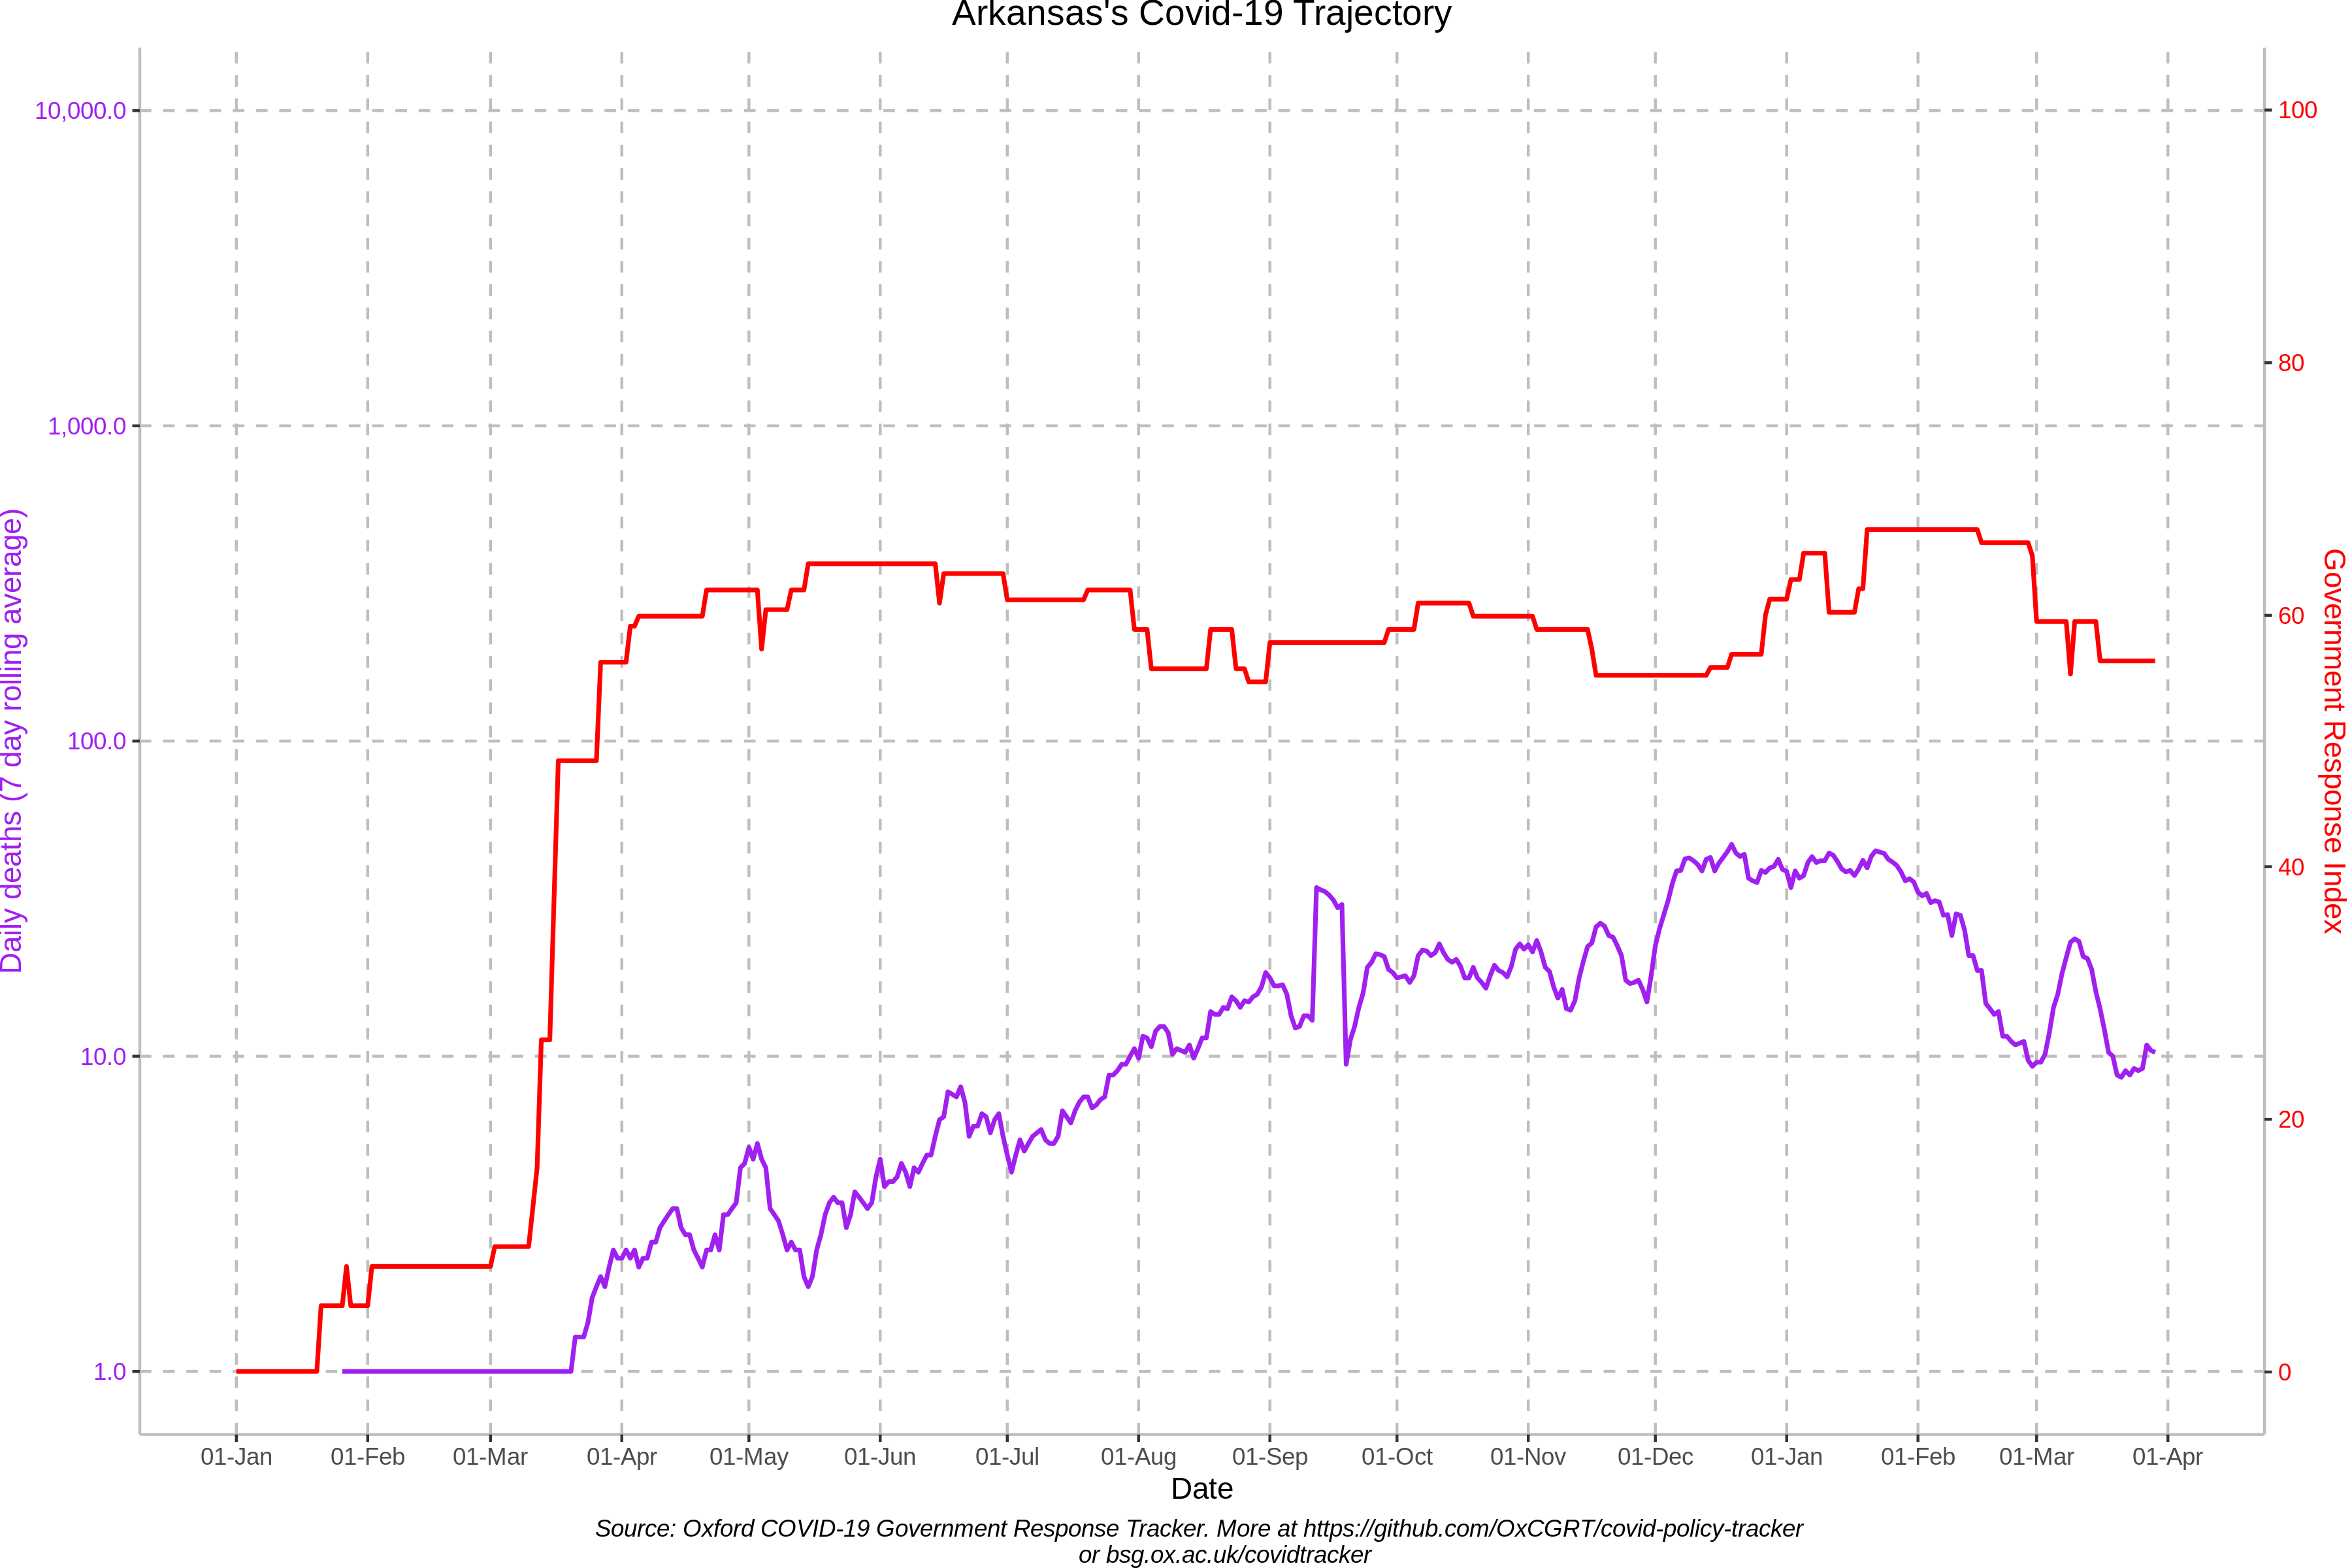 Arkansas's Covid-19 Trajectory
10,000.0
1,000.0
100.0
10.0
1.0
Daily deaths (7 day rolling average)
100
80
60
40
20
0
Government Response Index
01-Jan 01-Feb 01-Mar 01-Apr 01-May 01-Jun 01-Jul 01-Aug 01-Sep 01-Oct 01-Nov 01-Dec 01-Jan 01-Feb 01-Mar 01-Apr
Date
Source: Oxford COVID-19 Government Response Tracker. More at https://github.com/OxCGRT/covid-policy-tracker
or bsg.ox.ac.uk/covidtracker